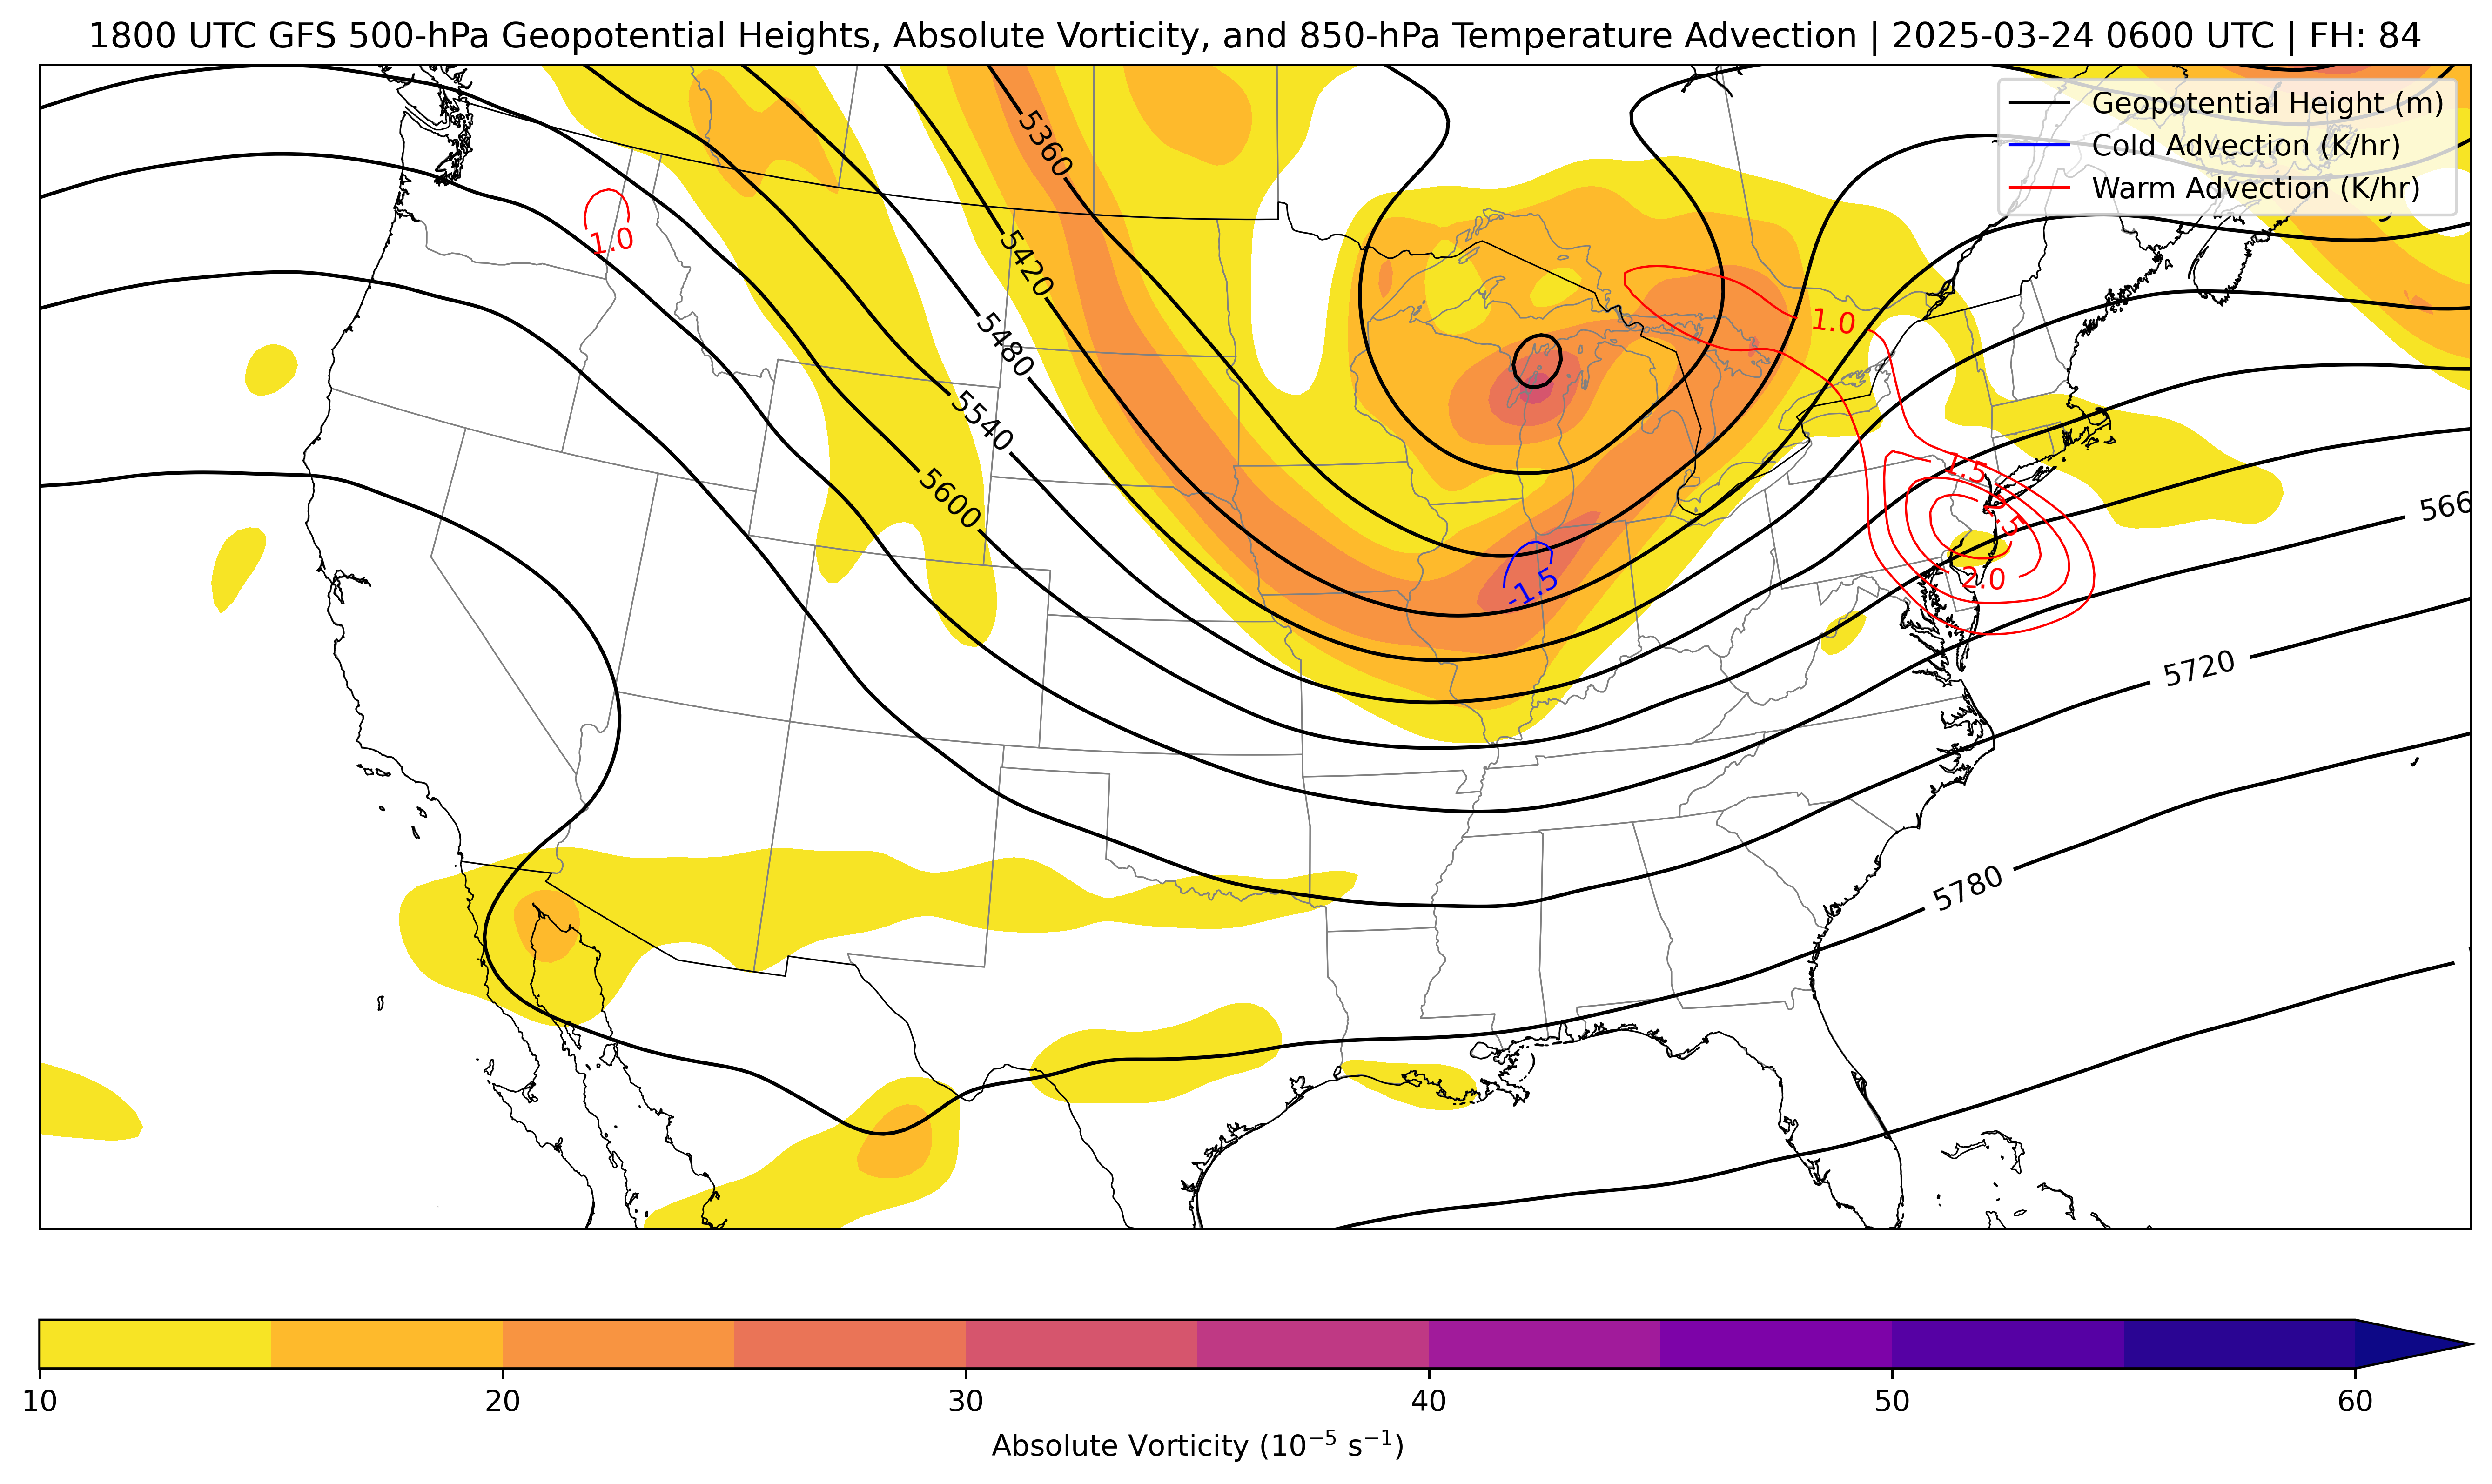 1800 UTC GFS 500-hPa Geopotential Heights, Absolute Vorticity, and 850-hPa Temperature Advection | 2025-03-24 0600 UTC | FH: 84
Geopotential Height (m)
Cold Advection (K/hr)
Warm Advection (K/hr)
5360
1.0
5420
5480
1.0
5540
5600
1.5
2.5
566
-1.5
2.0
5720
5780
10 20 30 40 50 60
Absolute Vorticity (10⁻⁵ s⁻¹)